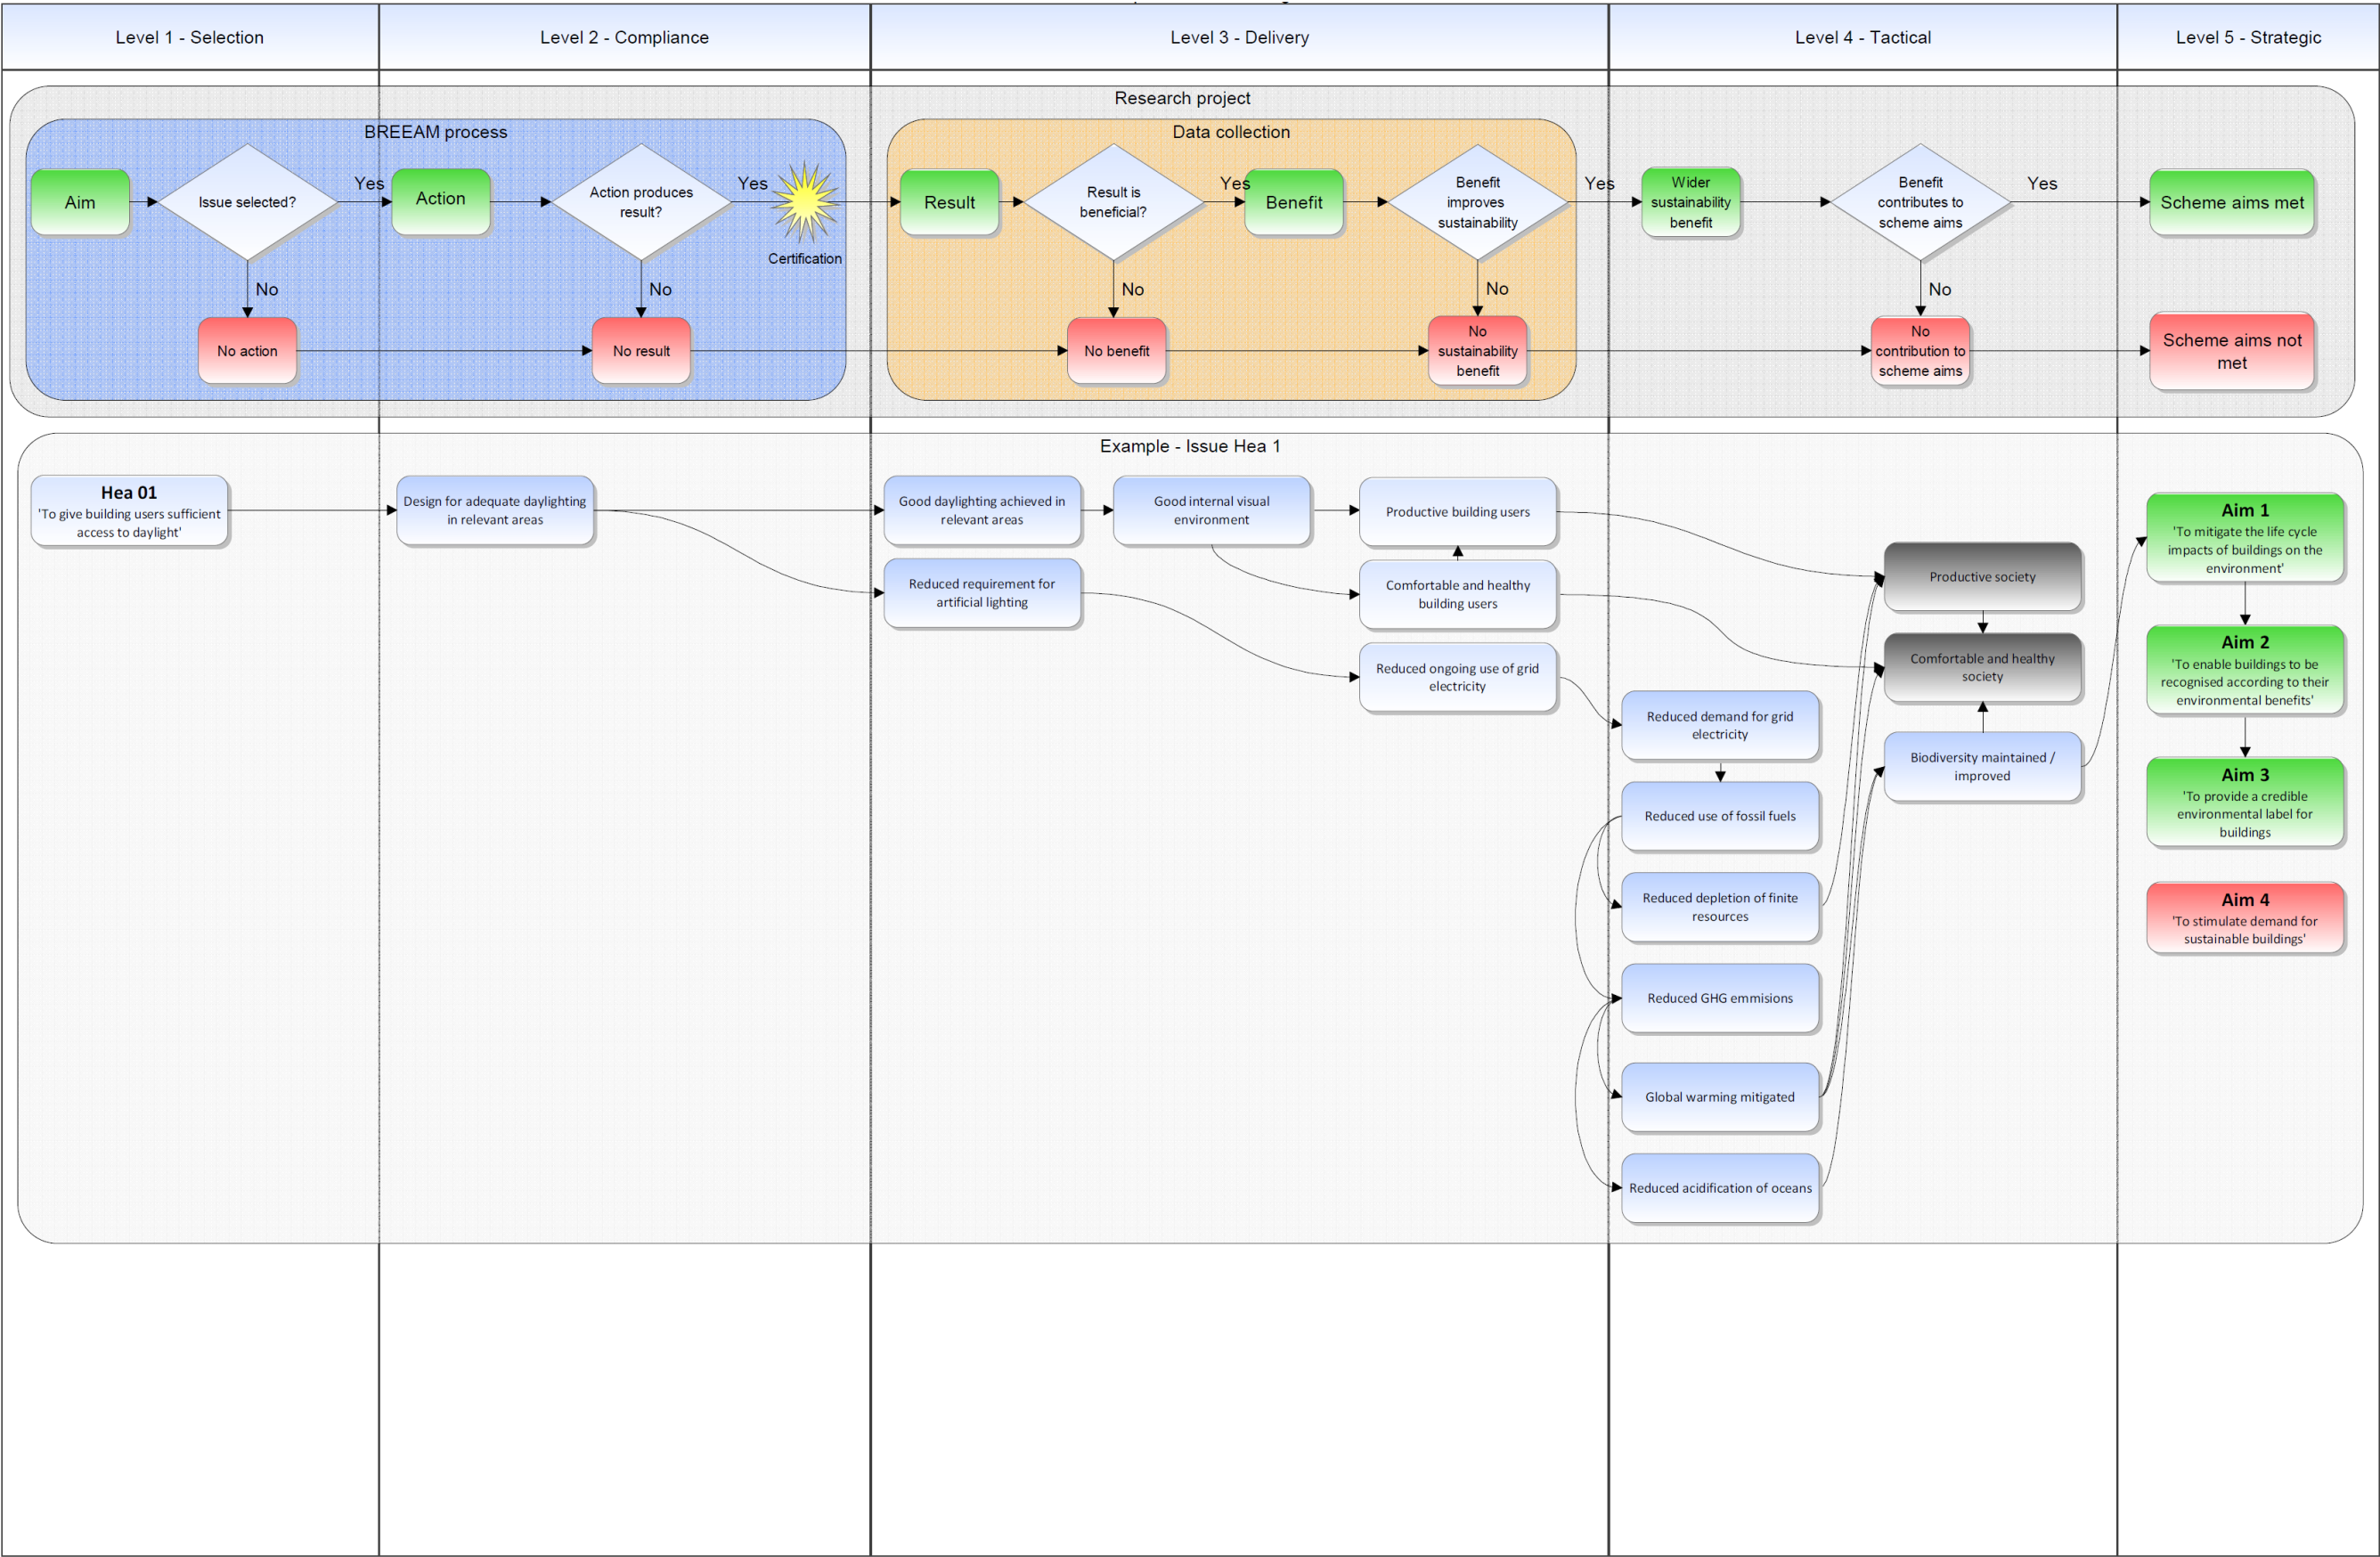 Level 1 - Selection
Level 2 - Compliance
Level 3 - Delivery
Level 4 - Tactical
Level 5 - Strategic
Research project
BREEAM process
Data collection
Aim
Issue selected?
Yes
Action
Action produces
result?
Yes
Certification
Result
Result is
beneficial?
Yes
Benefit
Benefit
improves
sustainability
Yes
Wider
sustainability
benefit
Benefit
contributes to
scheme aims
Yes
Scheme aims met
No
No
No
No
No
No action
No result
No benefit
No
sustainability
benefit
No
contribution to
scheme aims
Scheme aims not
met
Example - Issue Hea 1
Hea 01
'To give building users sufficient
access to daylight'
Design for adequate daylighting
in relevant areas
Good daylighting achieved in
relevant areas
Good internal visual
environment
Productive building users
Reduced requirement for
artificial lighting
Comfortable and healthy
building users
Reduced ongoing use of grid
electricity
Reduced demand for grid
electricity
Reduced use of fossil fuels
Reduced depletion of finite
resources
Reduced GHG emmisions
Global warming mitigated
Reduced acidification of oceans
Productive society
Comfortable and healthy
society
Biodiversity maintained /
improved
Aim 1
'To mitigate the life cycle
impacts of buildings on the
environment'
Aim 2
'To enable buildings to be
recognised according to their
environmental benefits'
Aim 3
'To provide a credible
environmental label for
buildings
Aim 4
'To stimulate demand for
sustainable buildings'